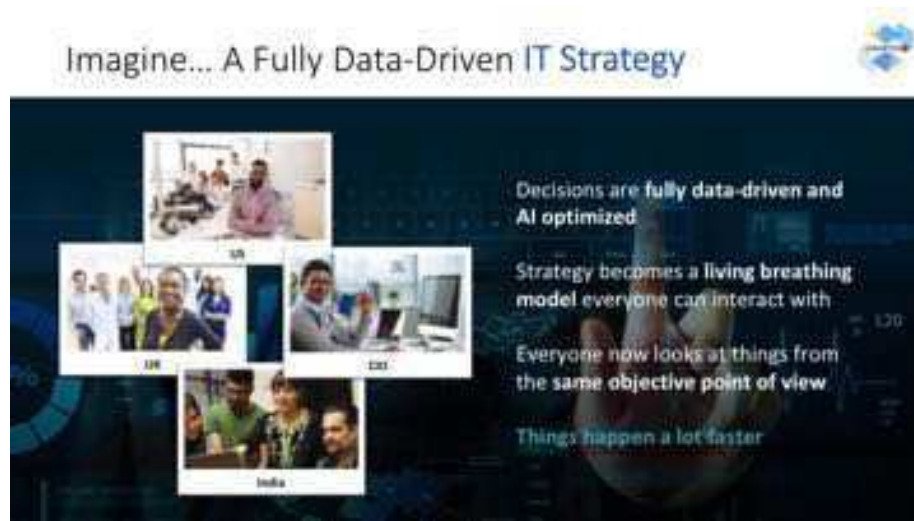 Imagine... A Fully Data-Driven IT Strategy
Decisions are fully data-driven and
AI optimized
Strategy becomes a living breathing
model everyone can interact with
Everyone now looks at things from
the same objective point of view
Things happen a lot faster
US
India
120